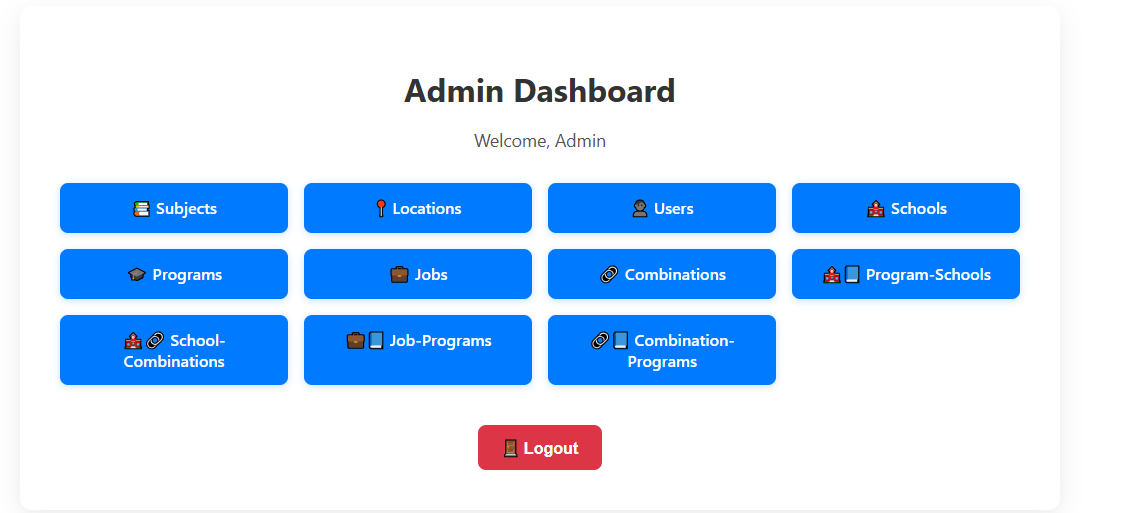 Admin Dashboard
Welcome, Admin
Subjects
Locations
Users
Schools
Programs
Jobs
Combinations
Program-Schools
School-
Combinations
Job-Programs
Combination-
Programs
Logout